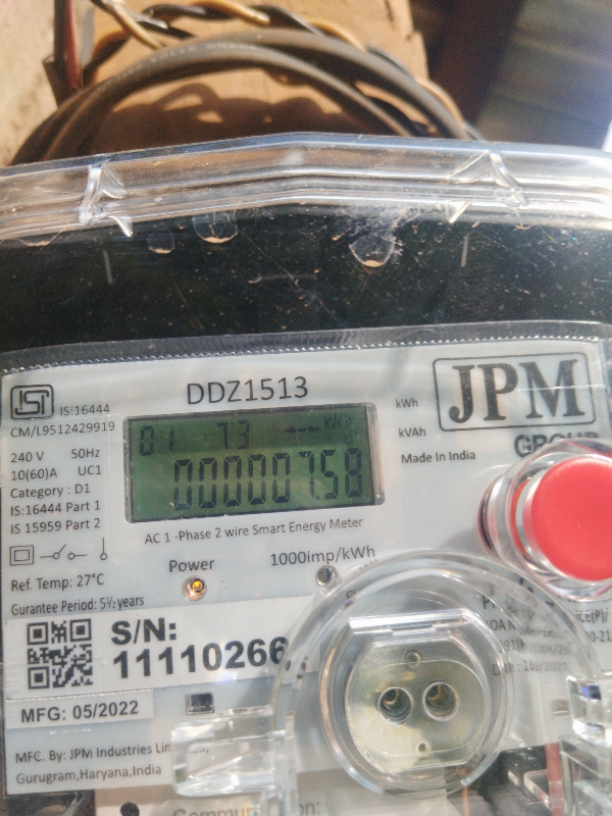 DDZ1513
JPM
GROUP
IS:16444
CM/L9512429919
240 V 50Hz
10(60)A UC1
Category : D1
IS:16444 Part 1
IS 15959 Part 2
kWh
kVAh
Made In India
01 73 kW
00000758
AC 1 -Phase 2 wire Smart Energy Meter
Power
1000imp/kWh
Ref. Temp: 27°C
Gurantee Period: 5½ years
S/N:
11110266
MFG: 05/2022
MFC. By: JPM Industries
Gurugram,Haryana,India